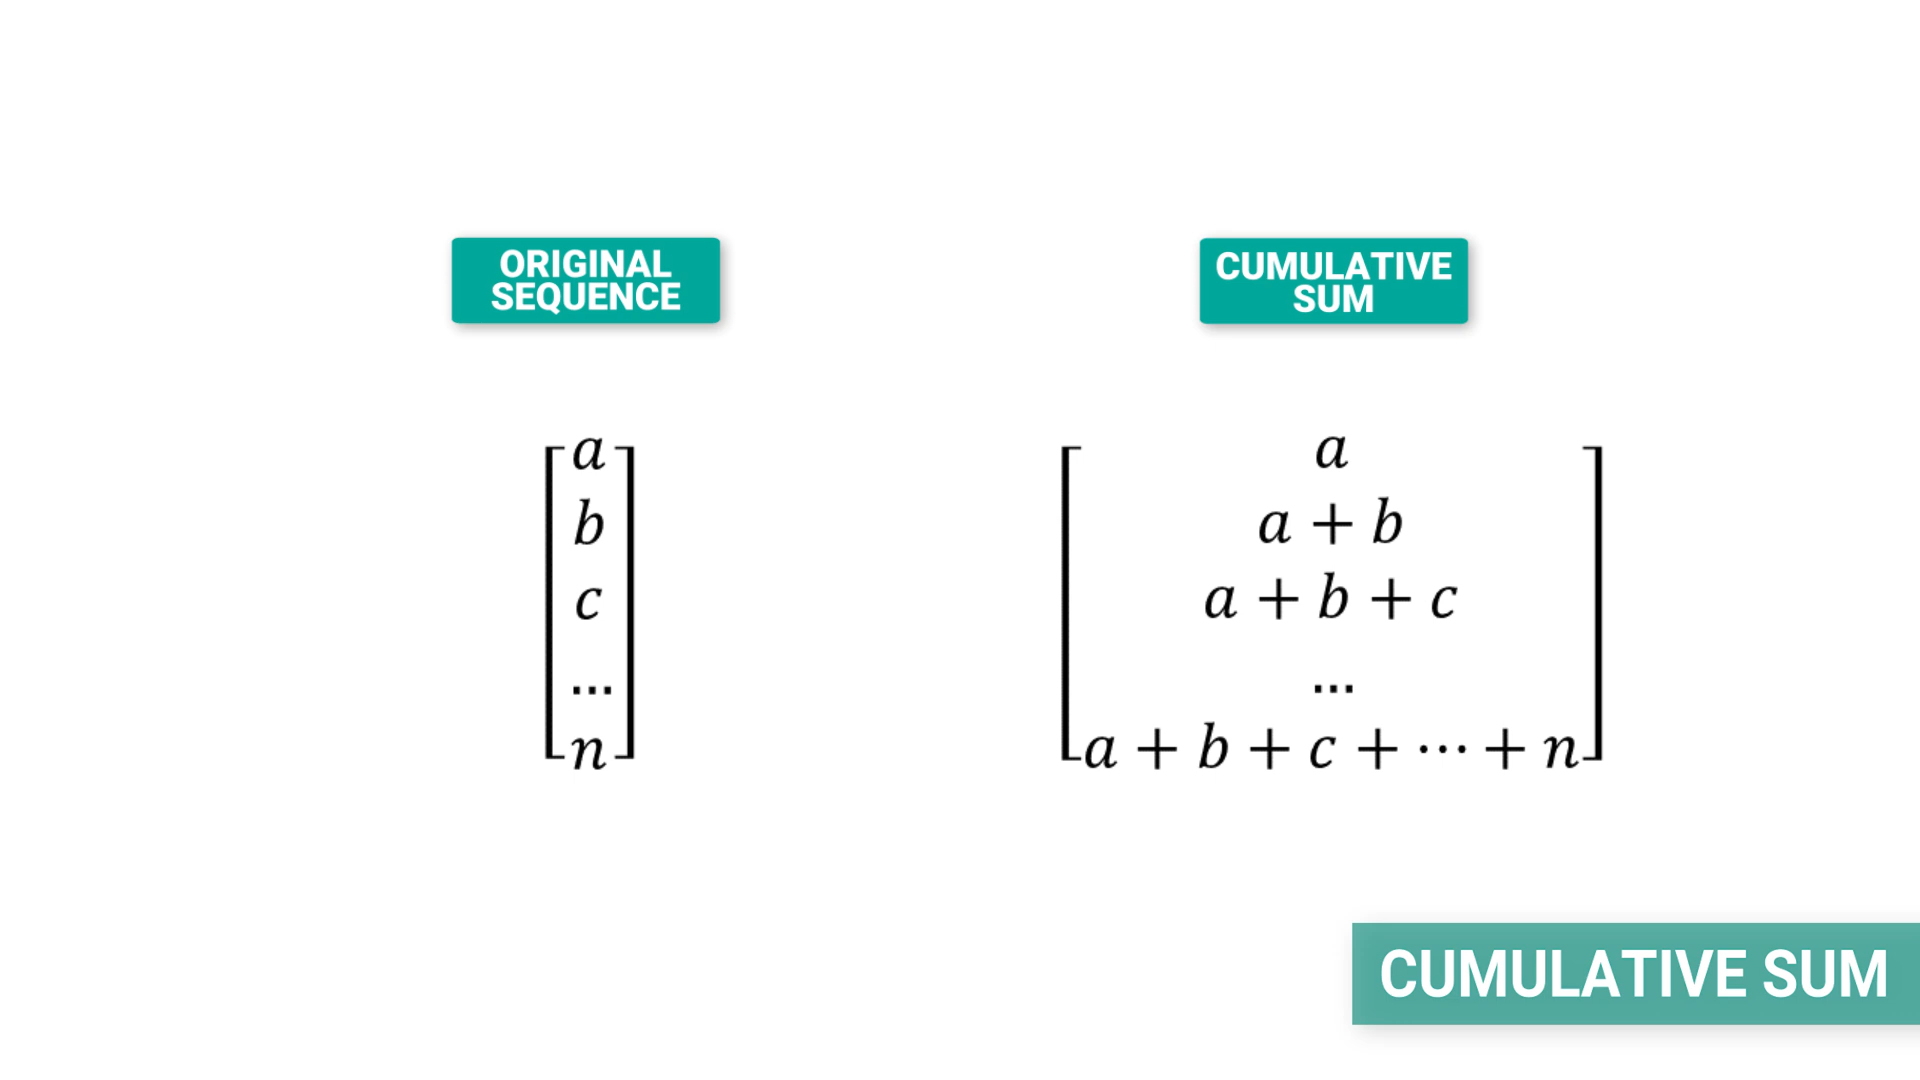 ORIGINAL
SEQUENCE
a
b
c
...
n
CUMULATIVE
SUM
a
a + b
a + b + c
...
a + b + c + ⋯ + n
CUMULATIVE SUM